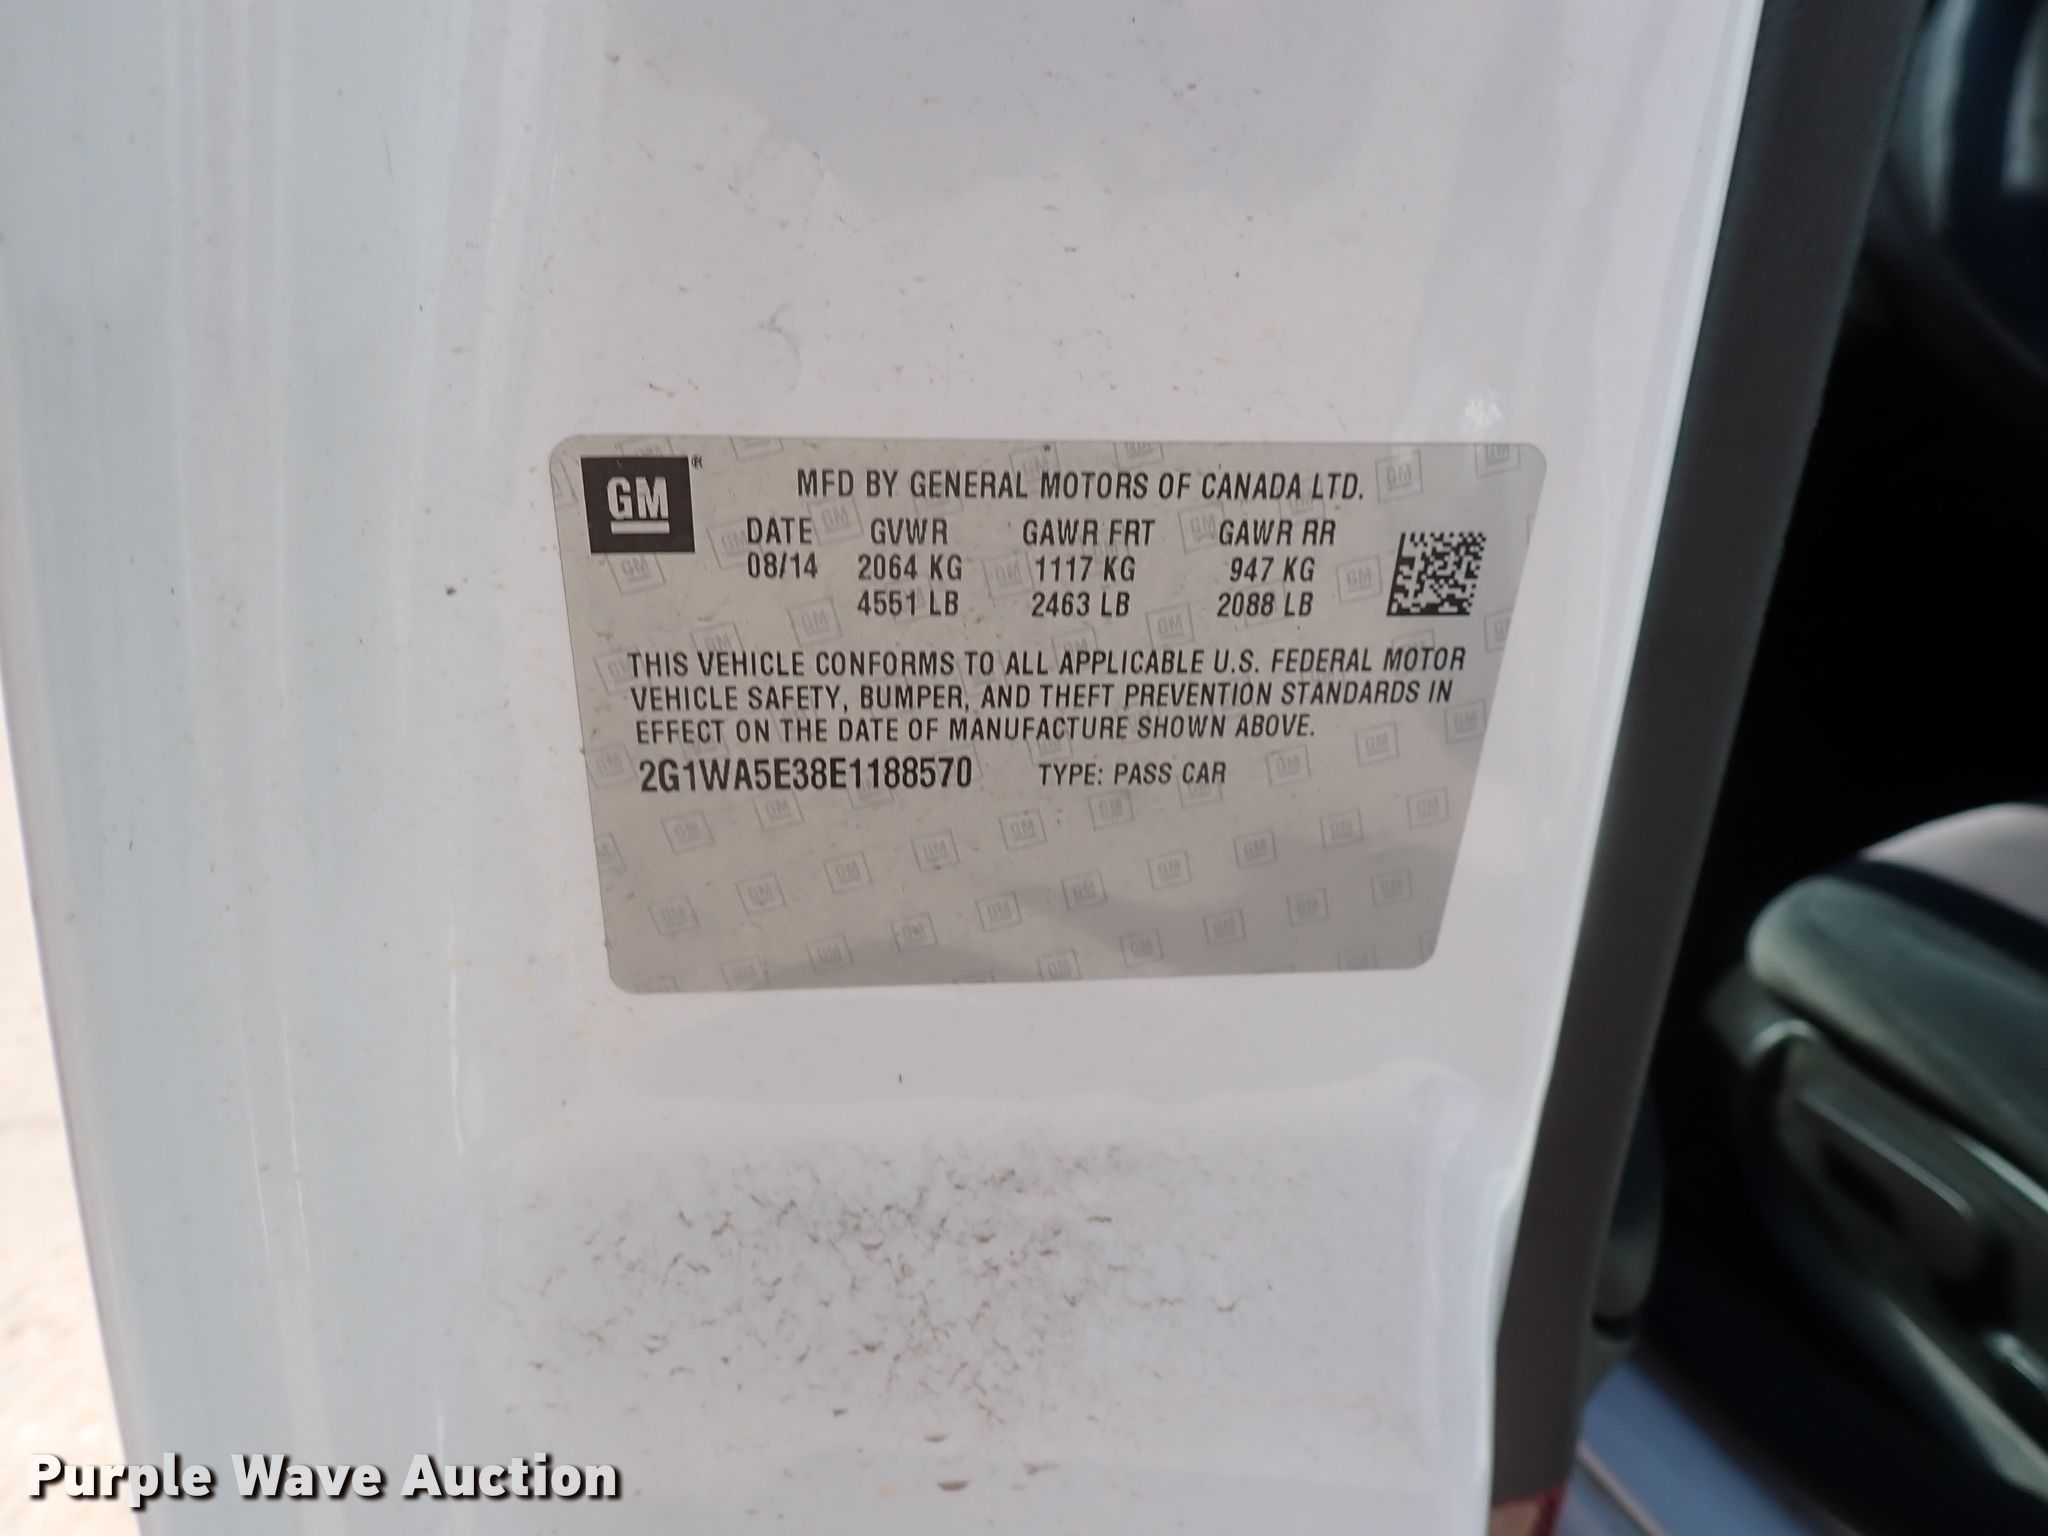 GM®
MFD BY GENERAL MOTORS OF CANADA LTD.
DATE GVWR GAWR FRT GAWR RR
08/14 2064 KG 1117 KG 947 KG
4551 LB 2463 LB 2088 LB
THIS VEHICLE CONFORMS TO ALL APPLICABLE U.S. FEDERAL MOTOR
VEHICLE SAFETY, BUMPER, AND THEFT PREVENTION STANDARDS IN
EFFECT ON THE DATE OF MANUFACTURE SHOWN ABOVE.
2G1WA5E38E1188570 TYPE: PASS CAR
Purple Wave Auction